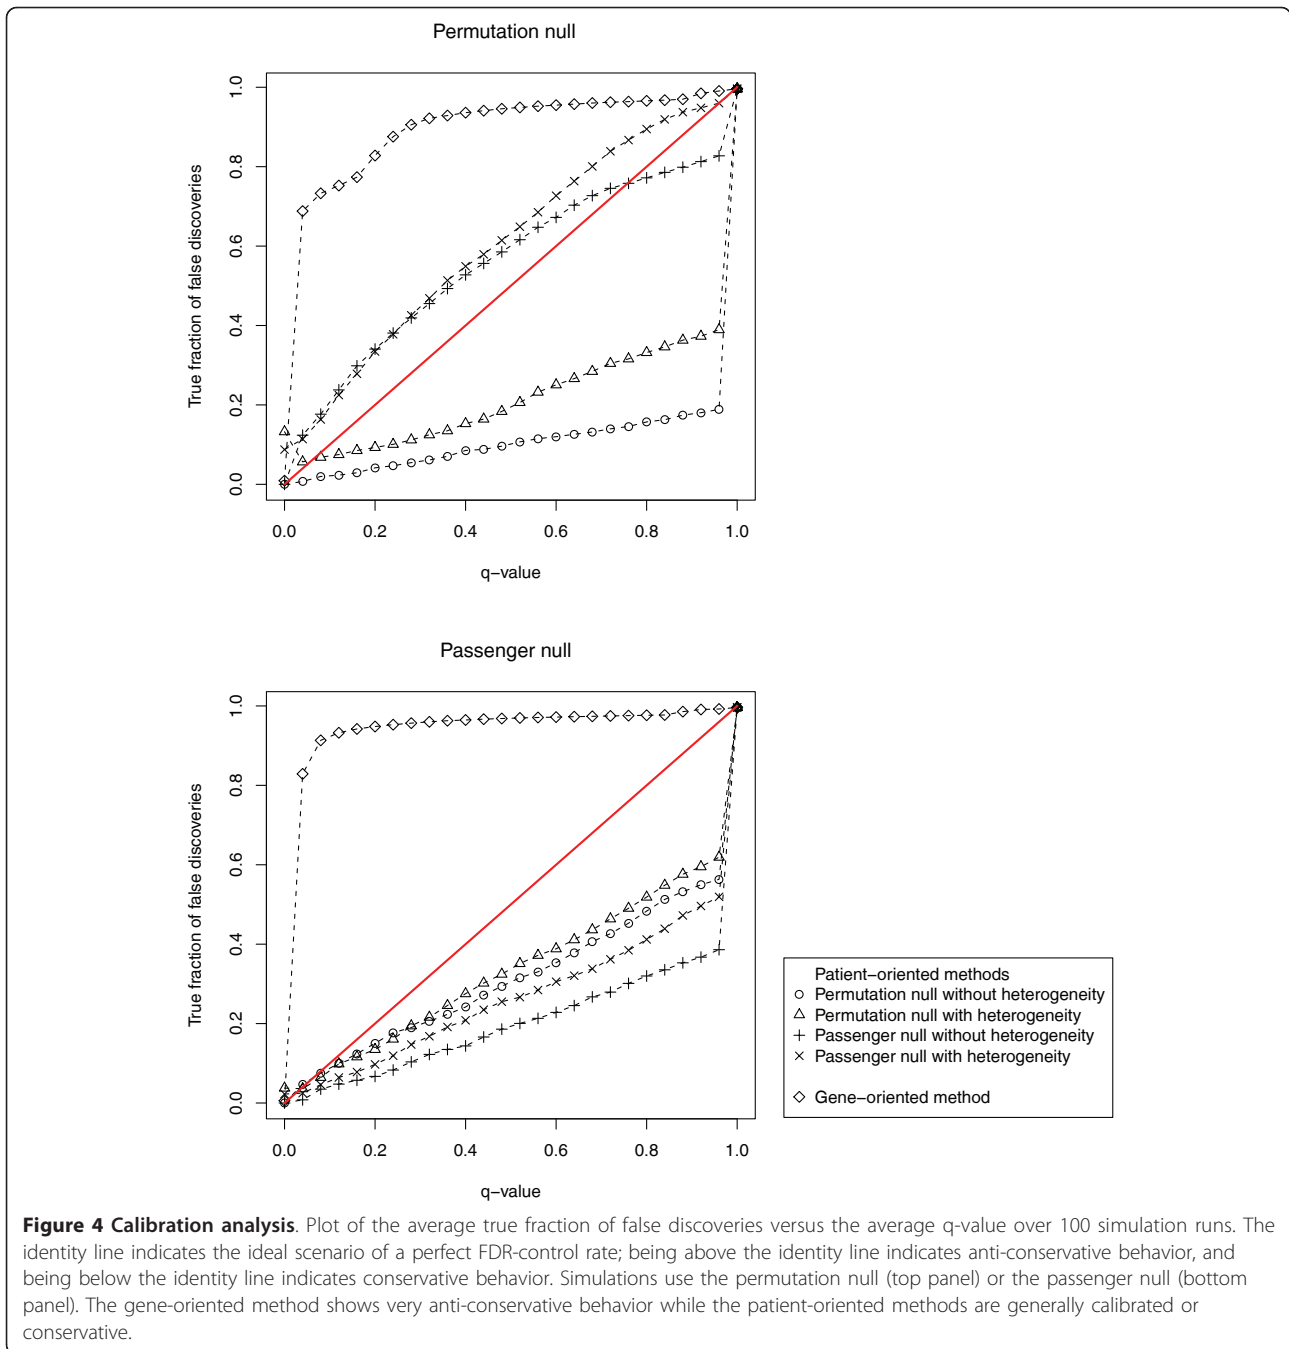 Permutation null
1.0
0.8
0.6
0.4
0.2
0.0
True fraction of false discoveries
0.0 0.2 0.4 0.6 0.8 1.0
q−value
Passenger null
1.0
0.8
0.6
0.4
0.2
0.0
True fraction of false discoveries
0.0 0.2 0.4 0.6 0.8 1.0
q−value
Patient−oriented methods
Permutation null without heterogeneity
Permutation null with heterogeneity
Passenger null without heterogeneity
Passenger null with heterogeneity
Gene−oriented method
Figure 4 Calibration analysis. Plot of the average true fraction of false discoveries versus the average q-value over 100 simulation runs. The
identity line indicates the ideal scenario of a perfect FDR-control rate; being above the identity line indicates anti-conservative behavior, and
being below the identity line indicates conservative behavior. Simulations use the permutation null (top panel) or the passenger null (bottom
panel). The gene-oriented method shows very anti-conservative behavior while the patient-oriented methods are generally calibrated or
conservative.